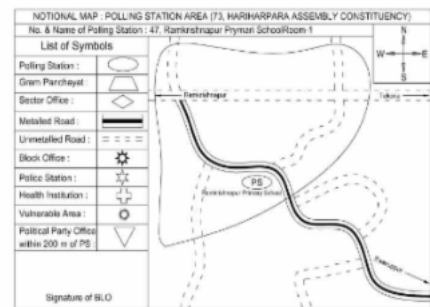 NOTIONAL MAP : POLLING STATION AREA (73, HARIHARPARA ASSEMBLY CONSTITUENCY)
No. & Name of Polling Station : 47, Ramkrishnapur Prymari SchoolRoom-1
List of Symbols
Polling Station :
Gram Panchayet :
Sector Office :
Metalled Road :
Unmetalled Road :
Block Office :
Police Station :
Health Institution :
Vulnerable Area :
Political Party Office
within 200 m of PS :
Signature of BLO
N
W
E
S
Ramkrishnapur
PS
Ramkrishnapur Primary School